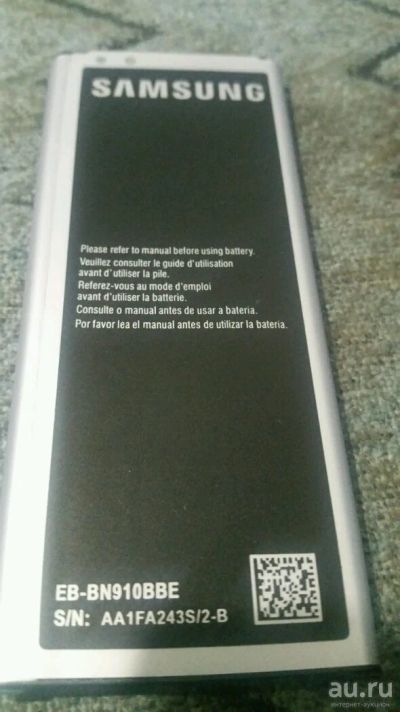 SAMSUNG
Please refer to manual before using battery.
Veuillez consulter le guide d'utilisation
avant d'utiliser la pile.
Referez-vous au mode d'emploi
avant d'utiliser la batterie.
Consulte o manual antes de usar a bateria.
Por favor lea el manual antes de utilizar la bateria.
EB-BN910BBE
S/N: AA1FA243S/2-B
au.ru
интернет-аукцион